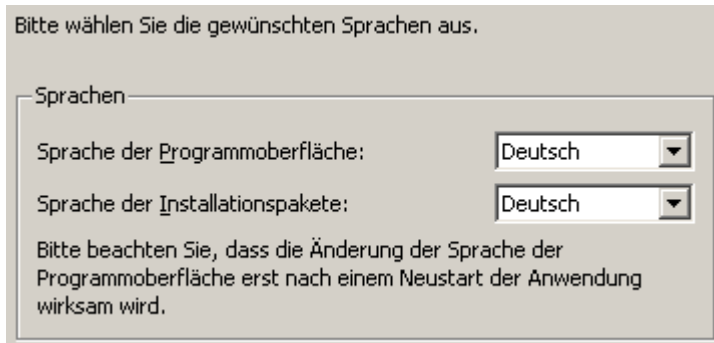 Bitte wählen Sie die gewünschten Sprachen aus.
Sprachen
Sprache der Programmoberfläche: Deutsch
Sprache der Installationspakete: Deutsch
Bitte beachten Sie, dass die Änderung der Sprache der
Programmoberfläche erst nach einem Neustart der Anwendung
wirksam wird.